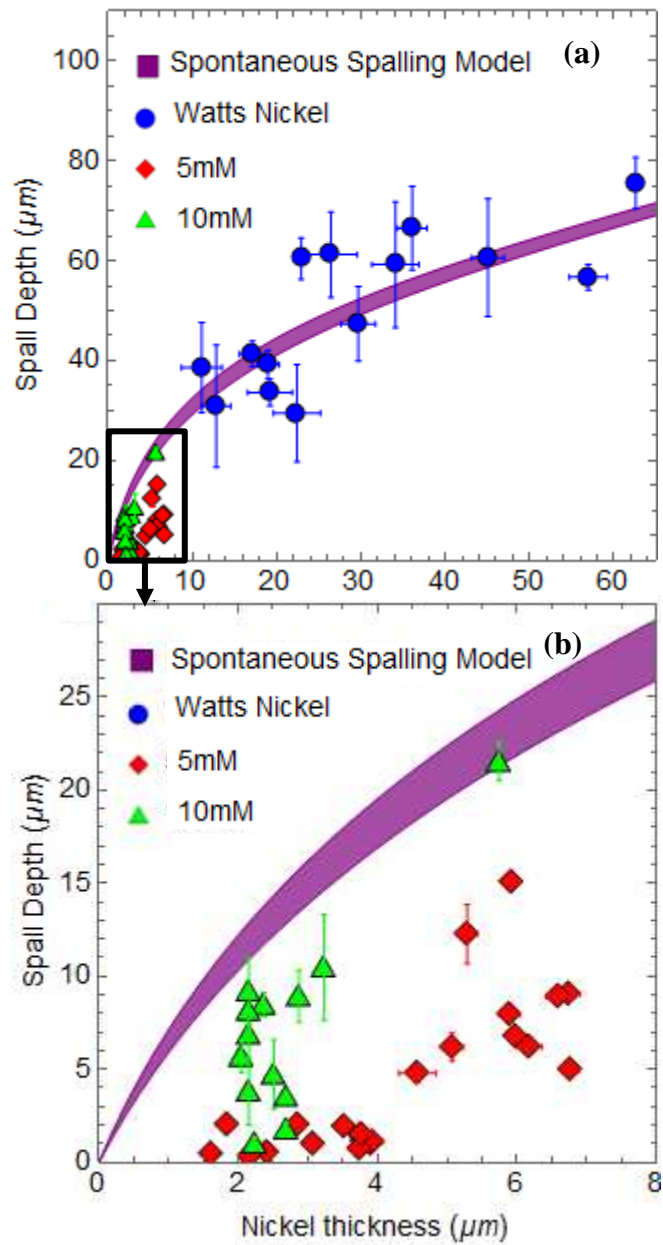 (a)
Spontaneous Spalling Model
Watts Nickel
5mM
10mM
Spall Depth (μm)
100
80
60
40
20
0
0 10 20 30 40 50 60
(b)
Spontaneous Spalling Model
Watts Nickel
5mM
10mM
Spall Depth (μm)
25
20
15
10
5
0
0 2 4 6 8
Nickel thickness (μm)